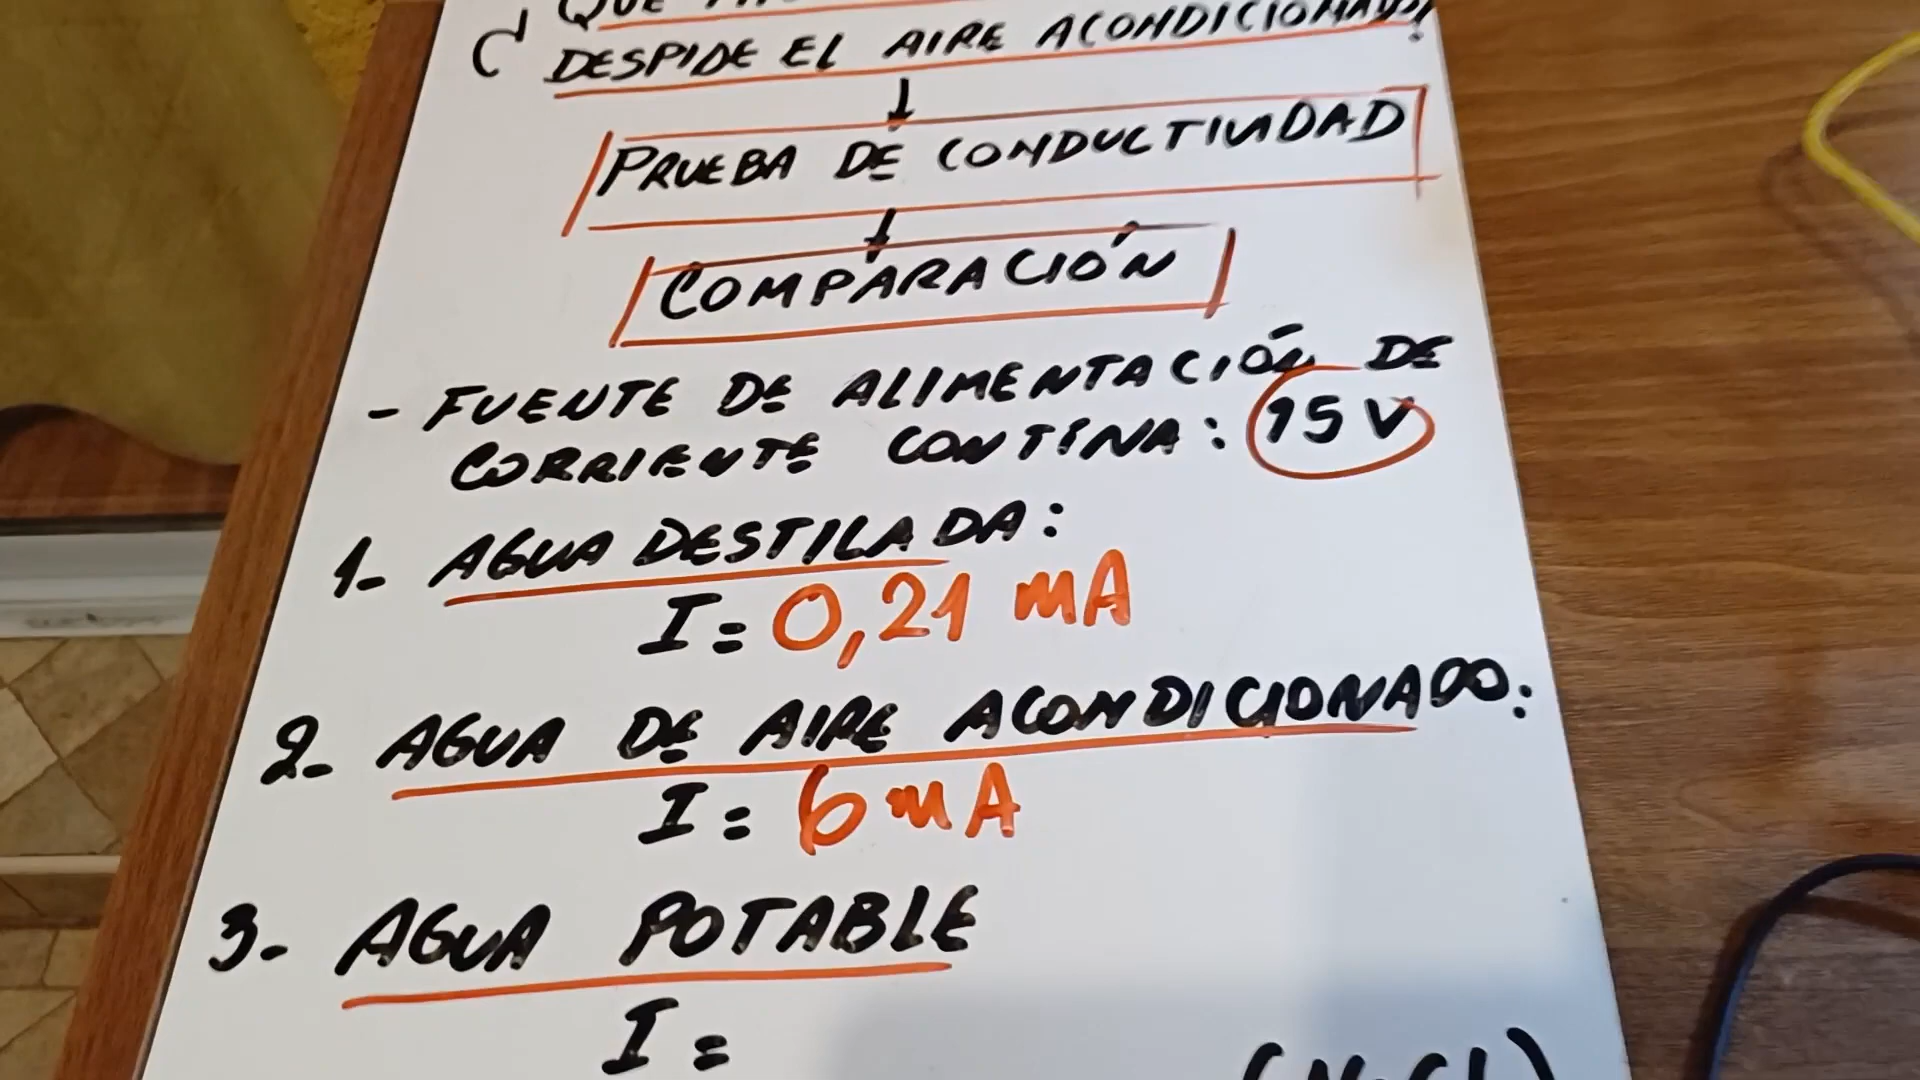 DESPIDE EL AIRE ACONDICIONADO?
PRUEBA DE CONDUCTIVIDAD
COMPARACIÓN
- FUENTE DE ALIMENTACIÓN DE
CORRIENTE CONTINA: 15 V
1- AGUA DESTILADA:
I = 0,21 mA
2- AGUA DE AIRE ACONDICIONADO:
I = 6 mA
3- AGUA POTABLE
I =